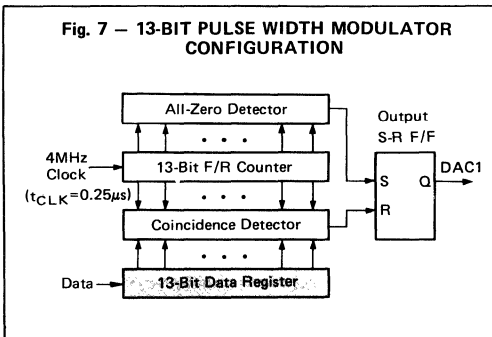 Fig. 7 — 13-BIT PULSE WIDTH MODULATOR
CONFIGURATION
All-Zero Detector
Output
S-R F/F
4MHz
Clock
(tCLK=0.25μs)
13-Bit F/R Counter
DAC1
S
Q
R
Coincidence Detector
Data
13-Bit Data Register